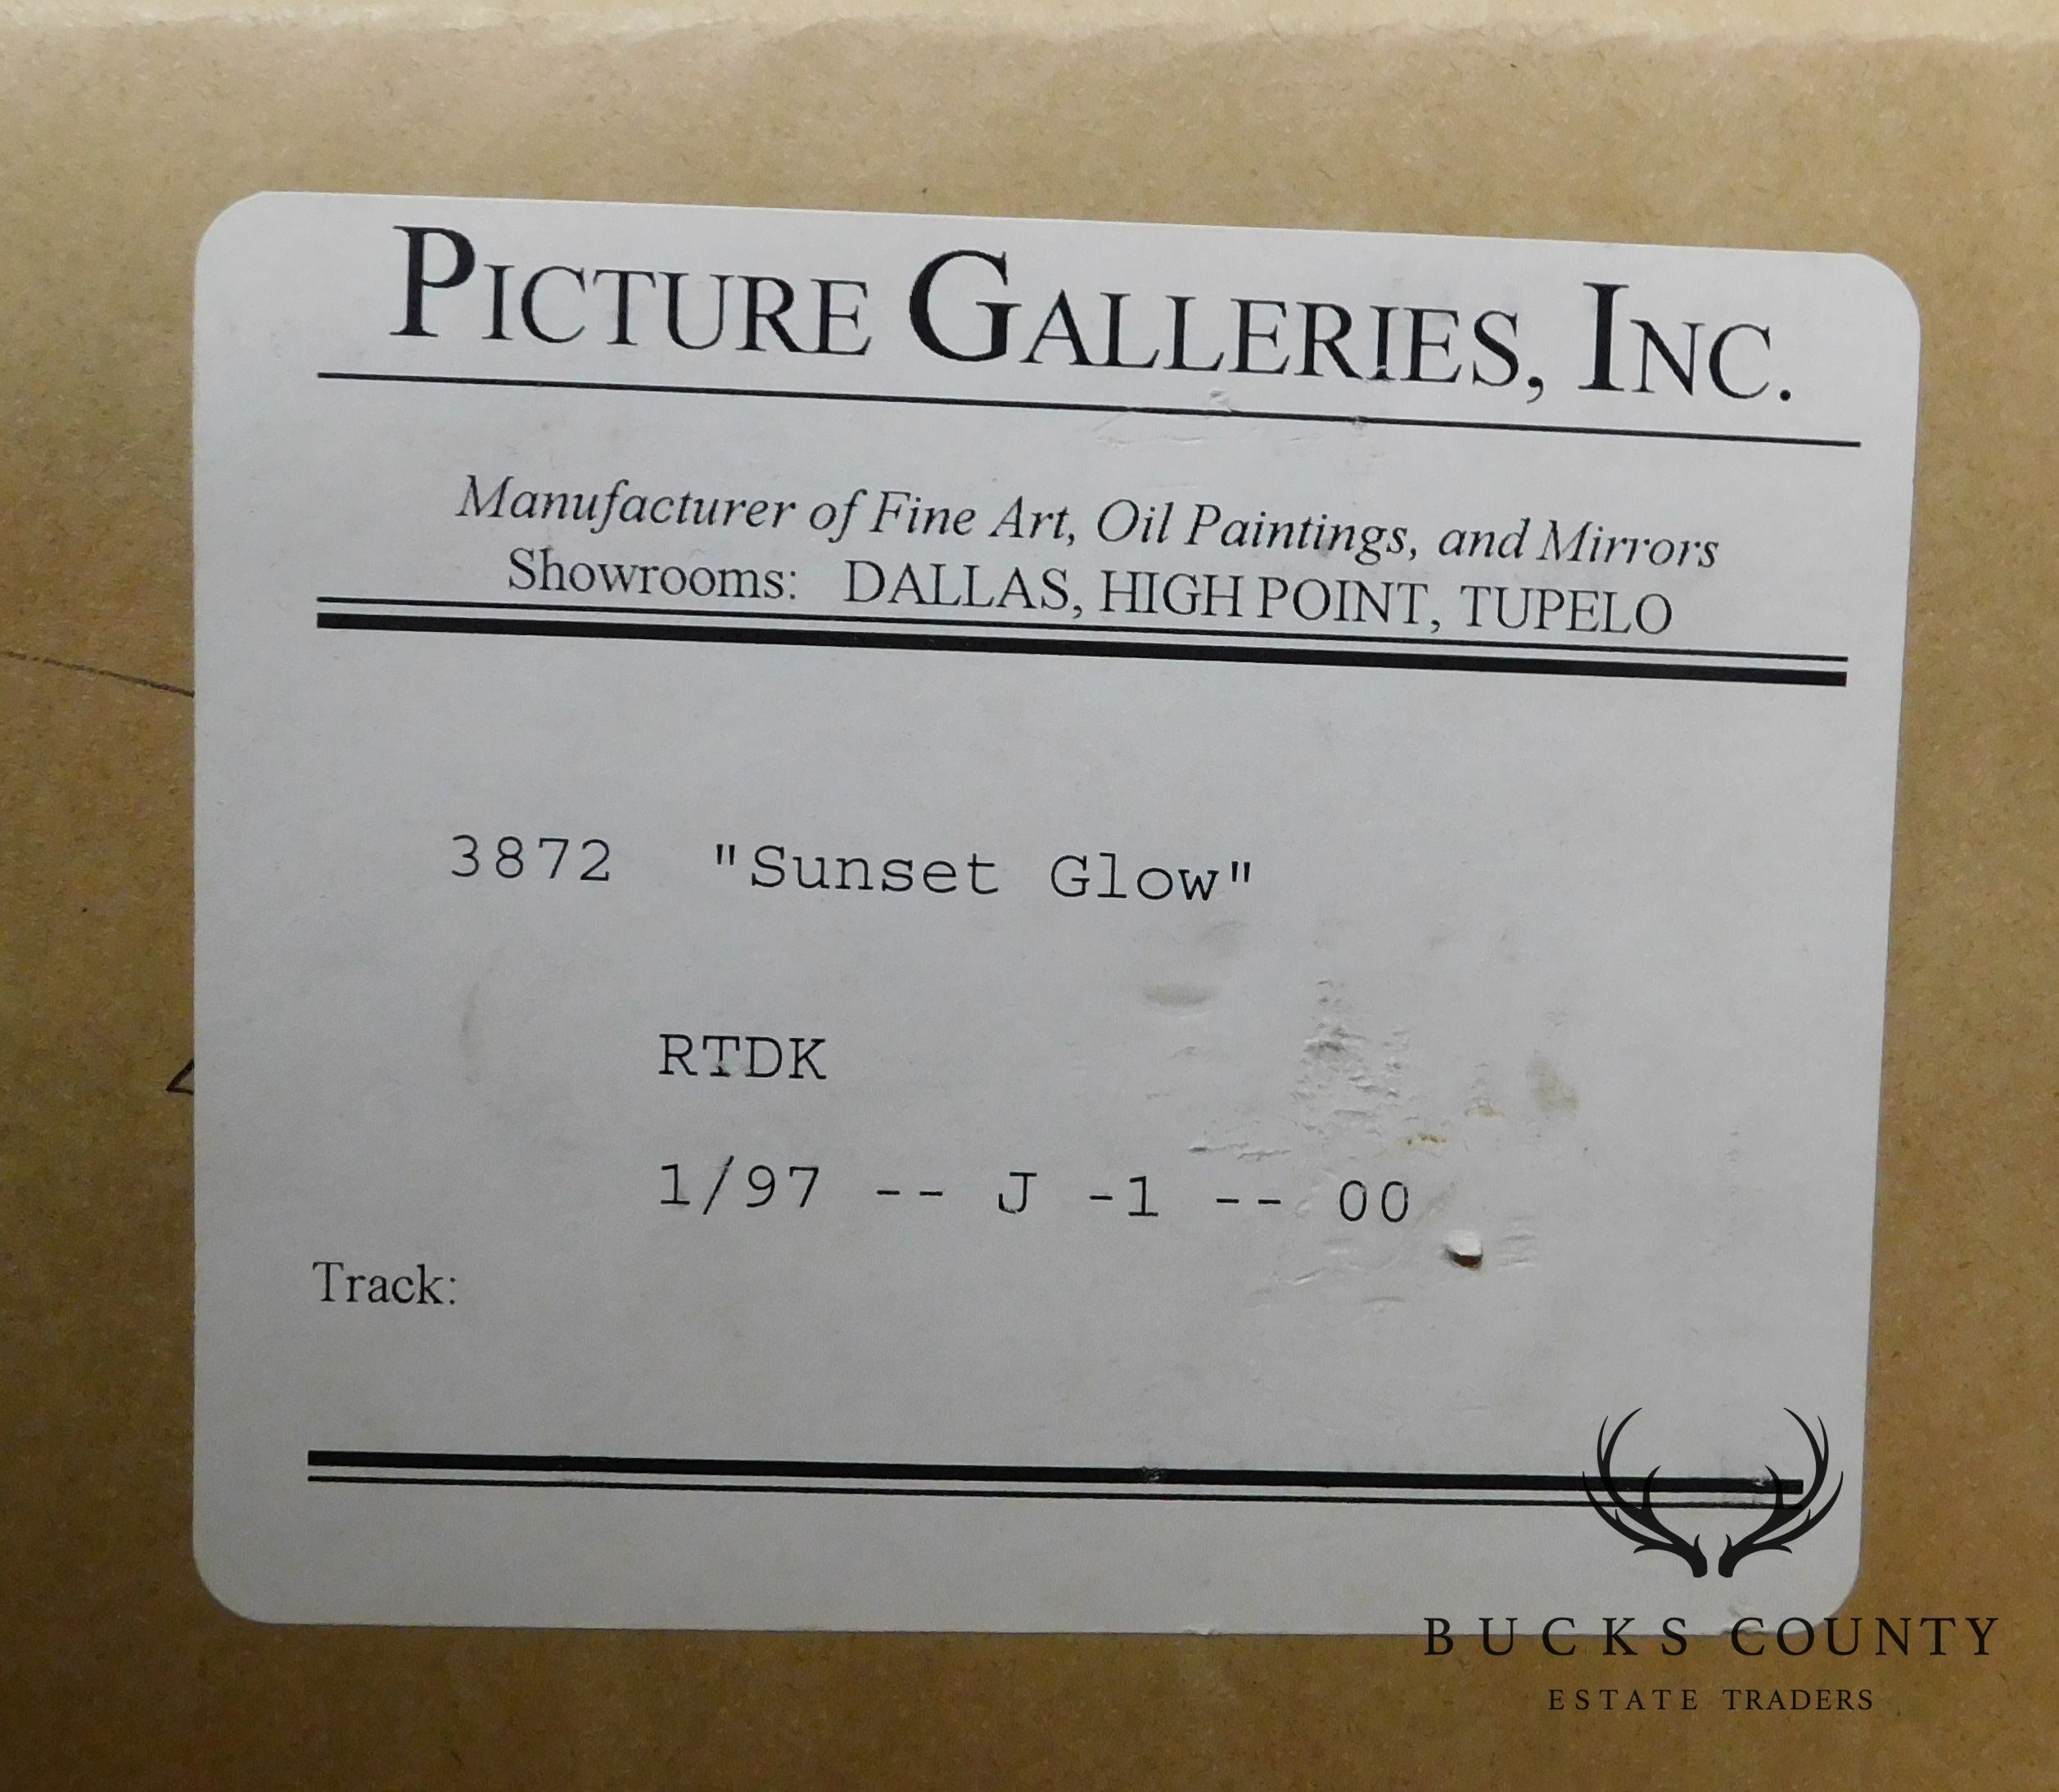 PICTURE GALLERIES, INC.
Manufacturer of Fine Art, Oil Paintings, and Mirrors
Showrooms: DALLAS, HIGH POINT, TUPELO
3872 "Sunset Glow"
RTDK
1/97 -- J -1 -- 00
Track:
BUCKS COUNTY
ESTATE TRADERS